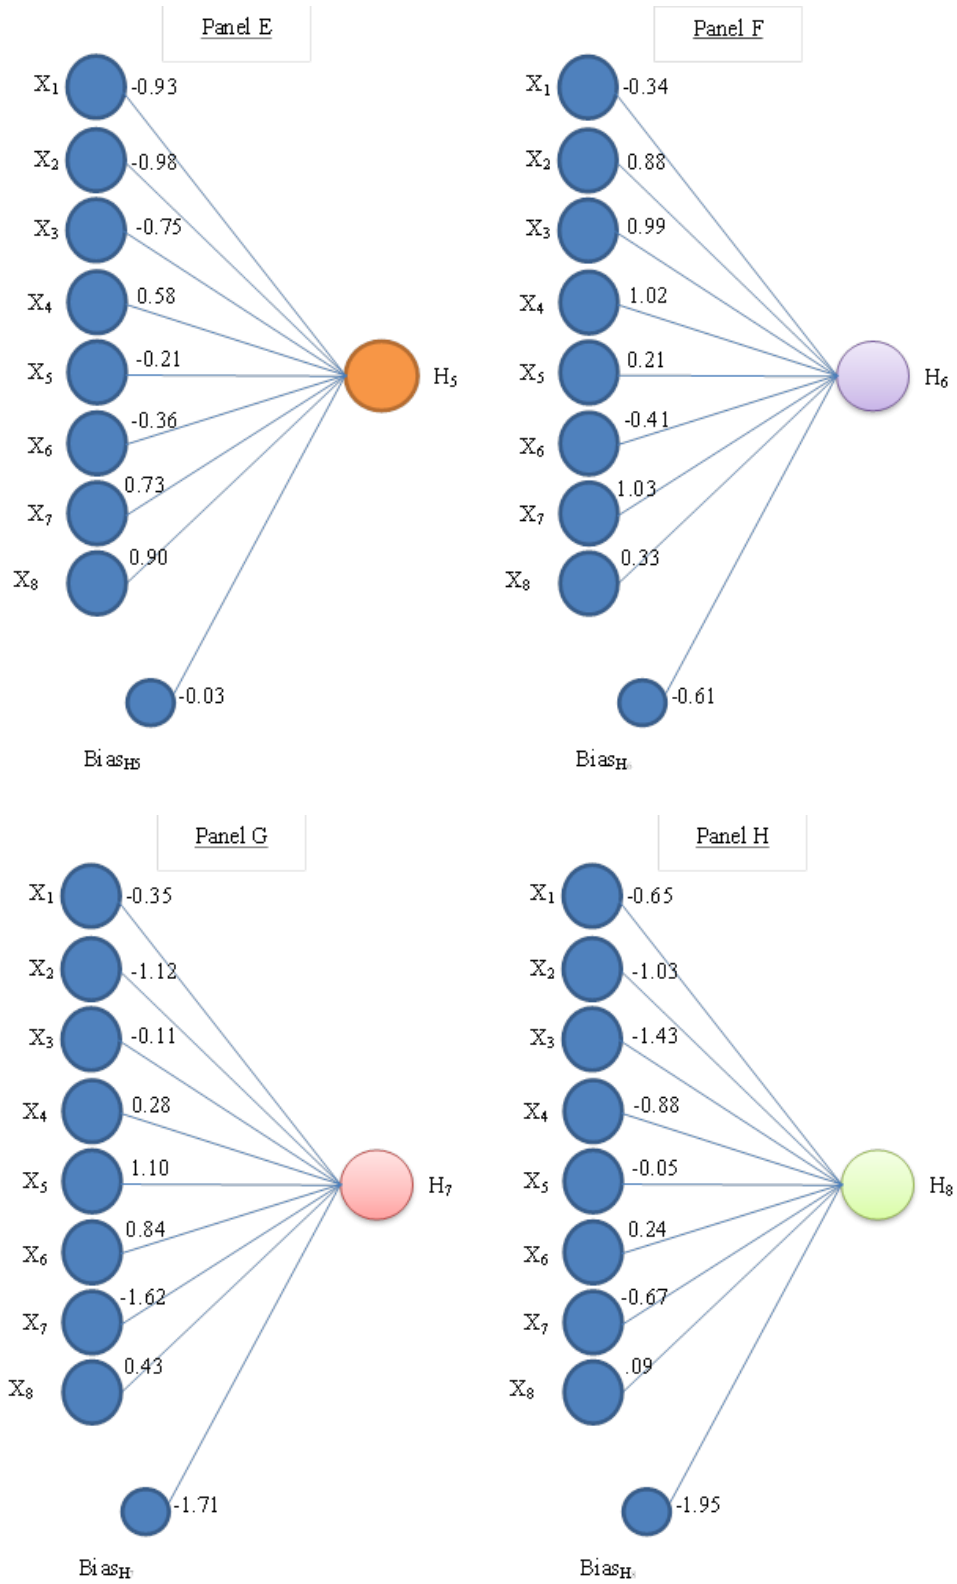 Panel E
X1 -0.93
X2 -0.98
X3 -0.75
X4 0.58
X5 -0.21
X6 -0.36
X7 0.73
X8 0.90
H5
-0.03
BiasH5
Panel F
X1 -0.34
X2 0.88
X3 0.99
X4 1.02
X5 0.21
X6 -0.41
X7 1.03
X8 0.33
H6
-0.61
BiasH6
Panel G
X1 -0.35
X2 -1.12
X3 -0.11
X4 0.28
X5 1.10
X6 0.84
X7 -1.62
X8 0.43
H7
-1.71
BiasH7
Panel H
X1 -0.65
X2 -1.03
X3 -1.43
X4 -0.88
X5 -0.05
X6 0.24
X7 -0.67
X8 .09
H8
-1.95
BiasH8